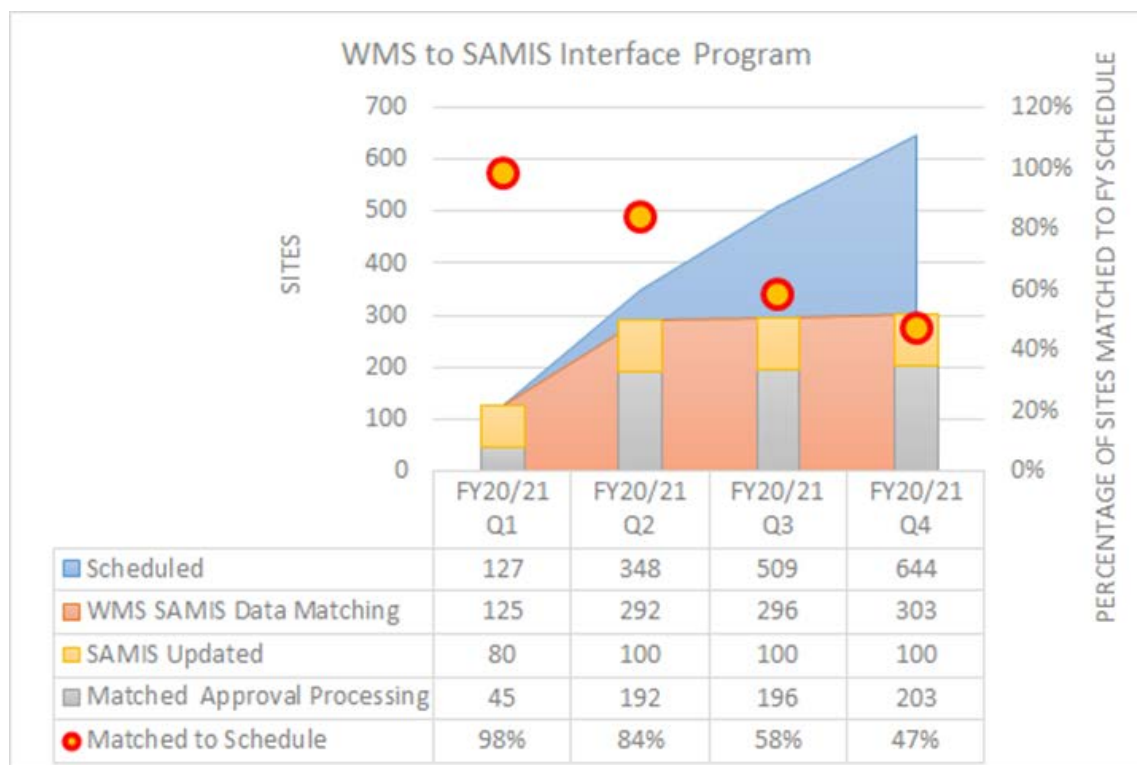 WMS to SAMIS Interface Program
700
600
500
400
300
200
100
0
SITES
120%
100%
80%
60%
40%
20%
0%
PERCENTAGE OF SITES MATCHED TO FY SCHEDULE
FY20/21 FY20/21 FY20/21 FY20/21
Q1 Q2 Q3 Q4
Scheduled 127 348 509 644
WMS SAMIS Data Matching 125 292 296 303
SAMIS Updated 80 100 100 100
Matched Approval Processing 45 192 196 203
Matched to Schedule 98% 84% 58% 47%